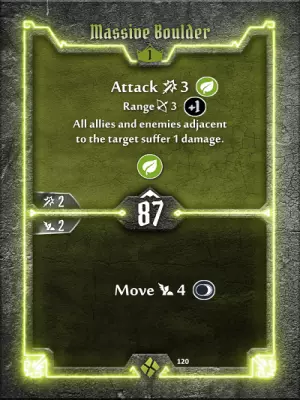 Massive Boulder
1
Attack 3
Range 3 +1
All allies and enemies adjacent
to the target suffer 1 damage.
2
87
2
Move 4
120